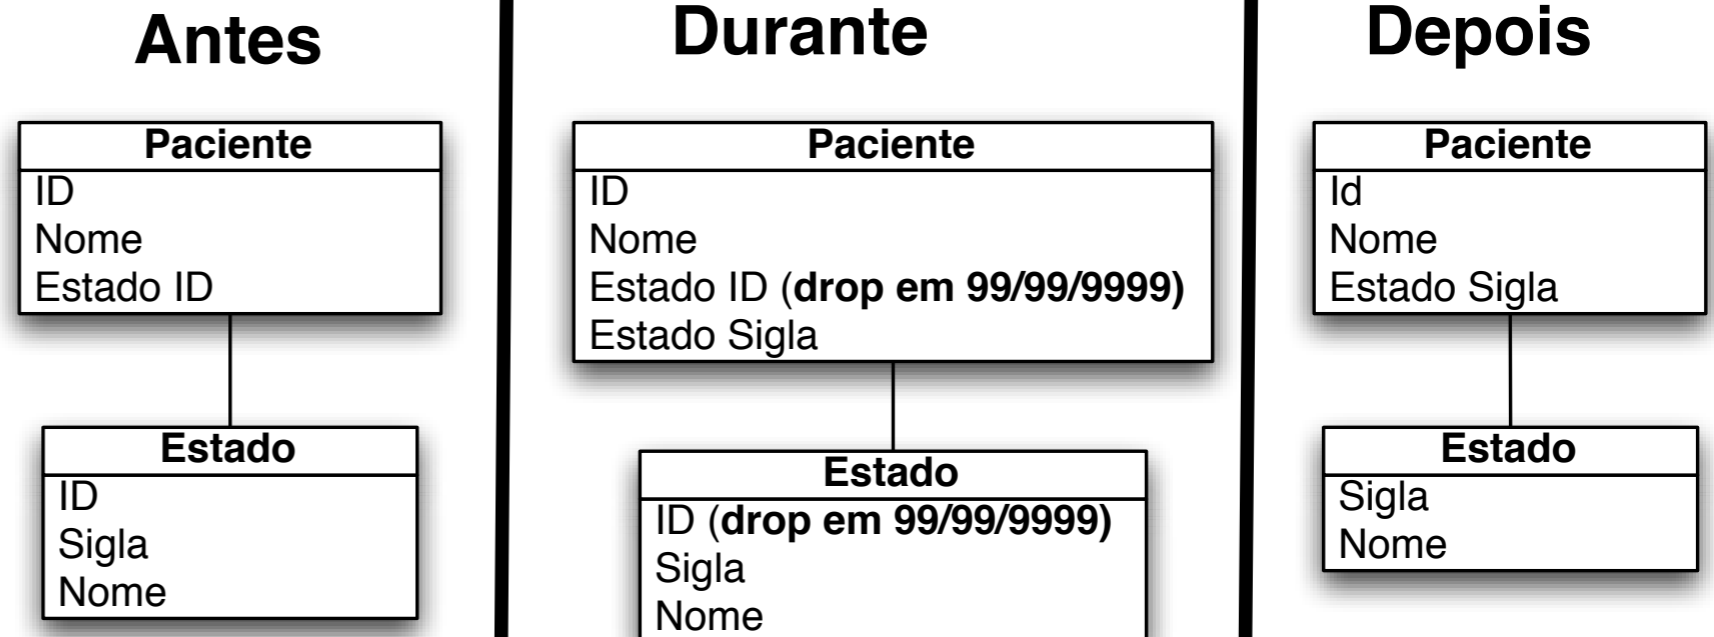 Antes
Paciente
ID
Nome
Estado ID
Estado
ID
Sigla
Nome
Durante
Paciente
ID
Nome
Estado ID (drop em 99/99/9999)
Estado Sigla
Estado
ID (drop em 99/99/9999)
Sigla
Nome
Depois
Paciente
Id
Nome
Estado Sigla
Estado
Sigla
Nome